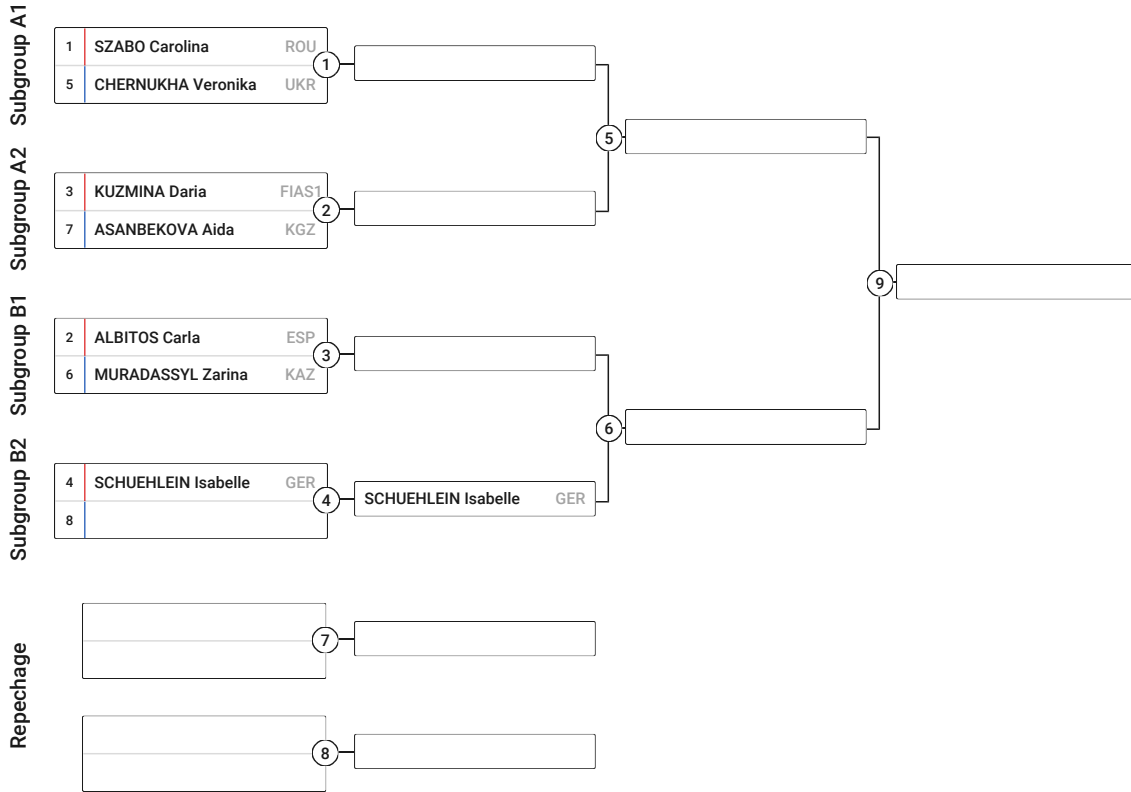 Subgroup A1
1 SZABO Carolina ROU
5 CHERNUKHA Veronika UKR
1
5
Subgroup A2
3 KUZMINA Daria FIAS1
7 ASANBEKOVA Aida KGZ
2
9
Subgroup B1
2 ALBITOS Carla ESP
6 MURADASSYL Zarina KAZ
3
6
Subgroup B2
4 SCHUEHLEIN Isabelle GER
8
4
SCHUEHLEIN Isabelle GER
Repechage
7
8